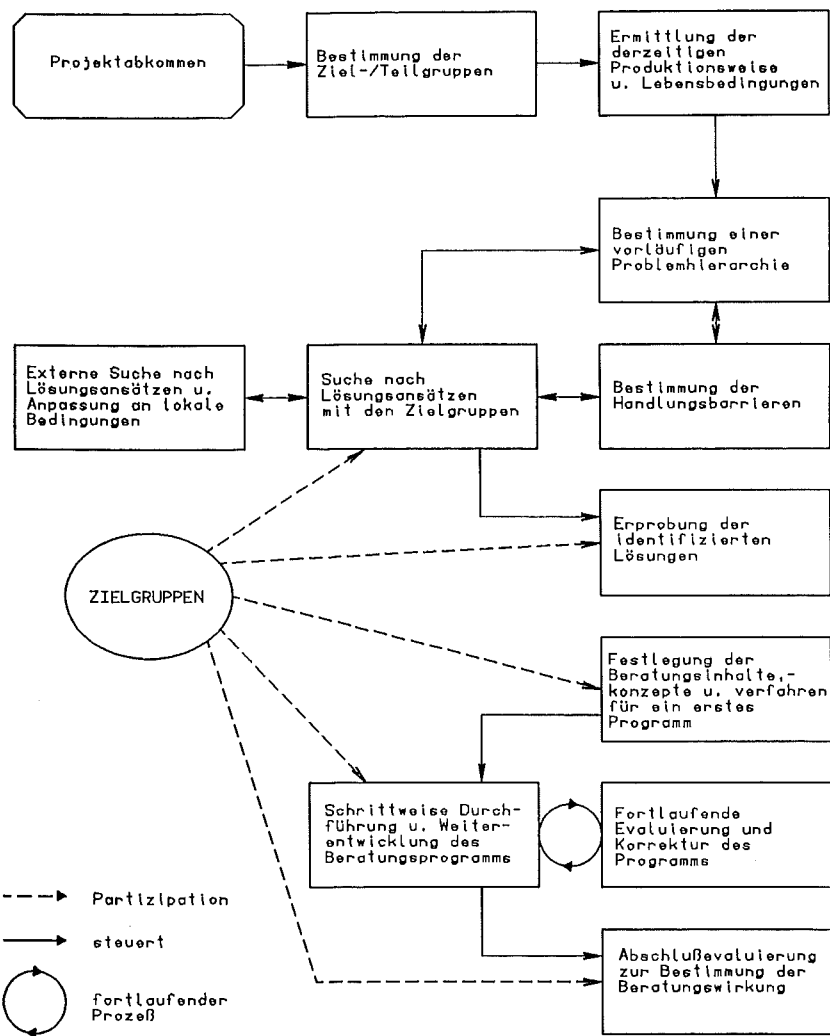 Projektabkommen
Bestimmung der
Ziel-/Teilgruppen
Ermittlung der
derzeitigen
Produktionsweise
u. Lebensbedingungen
Bestimmung einer
vorläufigen
Problemhierarchie
Externe Suche nach
Lösungsansätzen u.
Anpassung an lokale
Bedingungen
Suche nach
Lösungsansätzen
mit den Zielgruppen
Bestimmung der
Handlungsbarrieren
Erprobung der
identifizierten
Lösungen
ZIELGRUPPEN
Festlegung der
Beratungsinhalte,-
konzepte u. verfahren
für ein erstes
Programm
Schrittweise Durch-
führung u. Weiter-
entwicklung des
Beratungsprogramms
Fortlaufende
Evaluierung und
Korrektur des
Programms
Abschlußevaluierung
zur Bestimmung der
Beratungswirkung
Partizipation
steuert
fortlaufender
Prozeß